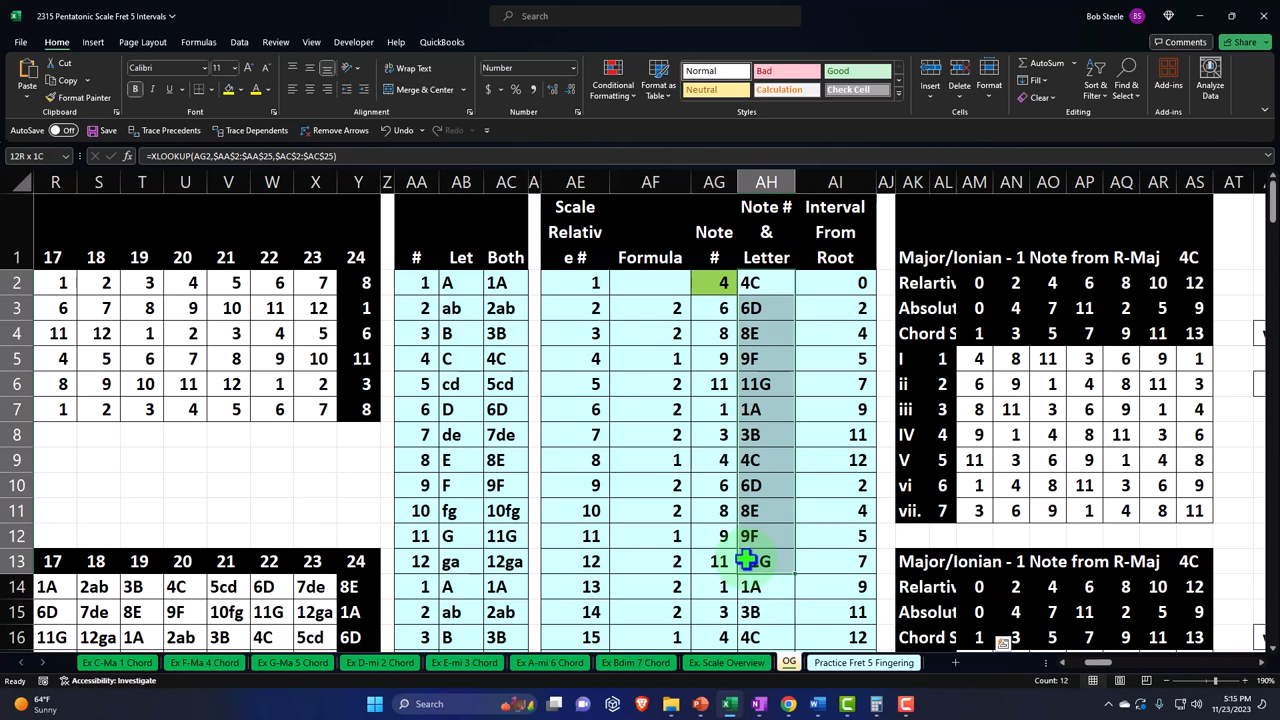 2315 Pentatonic Scale Fret 5 Intervals
Search
Bob Steele BS
File Home Insert Page Layout Formulas Data Review View Developer Help QuickBooks Comments Share
Cut Calibri 11 Wrap Text Number Normal Bad Good AutoSum
Copy Fill
Paste Format Painter Merge & Center Conditional Formatting Format as Table Neutral Calculation Check Cell Insert Delete Format Clear Sort & Filter Find & Select Add-ins Analyze Data
Clipboard Font Alignment Number Styles Cells Editing Add-ins
AutoSave Off Save Trace Precedents Trace Dependents Remove Arrows Undo Redo
12R x 1C fx =XLOOKUP(AG2,$AA$2:$AA$25,$AC$2:$AC$25)
R S T U V W X Y Z AA AB AC A AE AF AG AH AI AJ AK AL AM AN AO AP AQ AR AS AT AU
Scale Note # Interval
Relativ Note & From
1 17 18 19 20 21 22 23 24 # Let Both e # Formula # Letter Root Major/Ionian - 1 Note from R-Maj 4C
2 1 2 3 4 5 6 7 8 1 A 1A 1 4 4C 0 Relartiv 0 2 4 6 8 10 12
3 6 7 8 9 10 11 12 1 2 ab 2ab 2 2 6 6D 2 Absolut 0 4 7 11 2 5 9
4 11 12 1 2 3 4 5 6 3 B 3B 3 2 8 8E 4 Chord S 1 3 5 7 9 11 13
5 4 5 6 7 8 9 10 11 4 C 4C 4 1 9 9F 5 I 1 4 8 11 3 6 9 1
6 8 9 10 11 12 1 2 3 5 cd 5cd 5 2 11 11G 7 ii 2 6 9 1 4 8 11 3
7 1 2 3 4 5 6 7 8 6 D 6D 6 2 1 1A 9 iii 3 8 11 3 6 9 1 4
8 7 de 7de 7 2 3 3B 11 IV 4 9 1 4 8 11 3 6
9 8 E 8E 8 1 4 4C 12 V 5 11 3 6 9 1 4 8
10 9 F 9F 9 2 6 6D 2 vi 6 1 4 8 11 3 6 9
11 10 fg 10fg 10 2 8 8E 4 vii. 7 3 6 9 1 4 8 11
12 11 G 11G 11 1 9 9F 5
13 17 18 19 20 21 22 23 24 12 ga 12ga 12 2 11 G 7 Major/Ionian - 1 Note from R-Maj 4C
14 1A 2ab 3B 4C 5cd 6D 7de 8E 1 A 1A 13 2 1 1A 9 Relartiv 0 2 4 6 8 10 12
15 6D 7de 8E 9F 10fg 11G 12ga 1A 2 ab 2ab 14 2 3 3B 11 Absolut 0 4 7 11 2 5 9
16 11G 12ga 1A 2ab 3B 4C 5cd 6D 3 B 3B 15 1 4 4C 12 Chord S 1 3 5 7 9 11 13
Ex C-Ma 1 Chord Ex F-Ma 4 Chord Ex G-Ma 5 Chord Ex D-mi 2 Chord Ex E-mi 3 Chord Ex A-mi 6 Chord Ex Bdim 7 Chord Ex. Scale Overview OG Practice Fret 5 Fingering
Ready Accessibility: Investigate Count: 12 190%
64°F
Sunny
Search
5:15 PM
11/23/2023